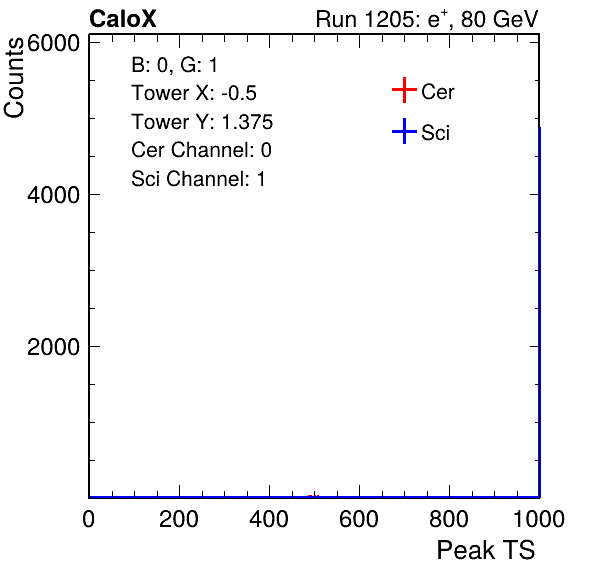 CaloX Run 1205: e⁺, 80 GeV
Counts
6000
4000
2000
B: 0, G: 1
Tower X: -0.5
Tower Y: 1.375
Cer Channel: 0
Sci Channel: 1
Cer
Sci
0 200 400 600 800 1000
Peak TS